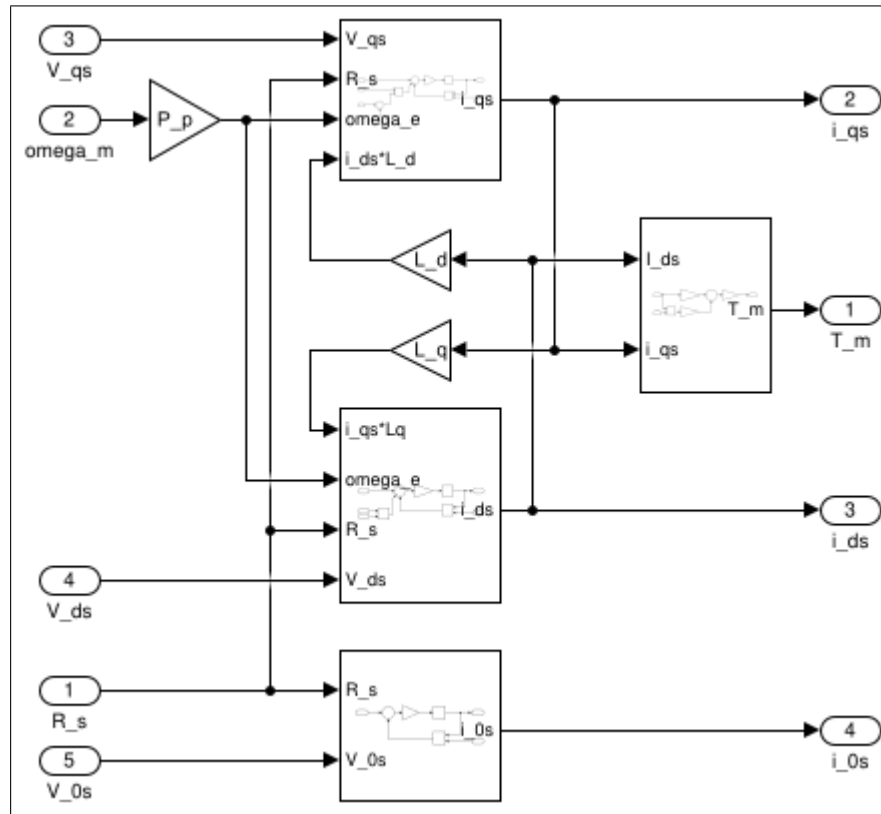 3
V_qs
2
omega_m
P_p
V_qs
R_s
omega_e
i_ds*L_d
i_qs
2
i_qs
L_d
L_q
I_ds
i_qs
T_m
1
T_m
i_qs*Lq
omega_e
R_s
V_ds
i_ds
3
i_ds
4
V_ds
1
R_s
5
V_0s
R_s
V_0s
i_0s
4
i_0s